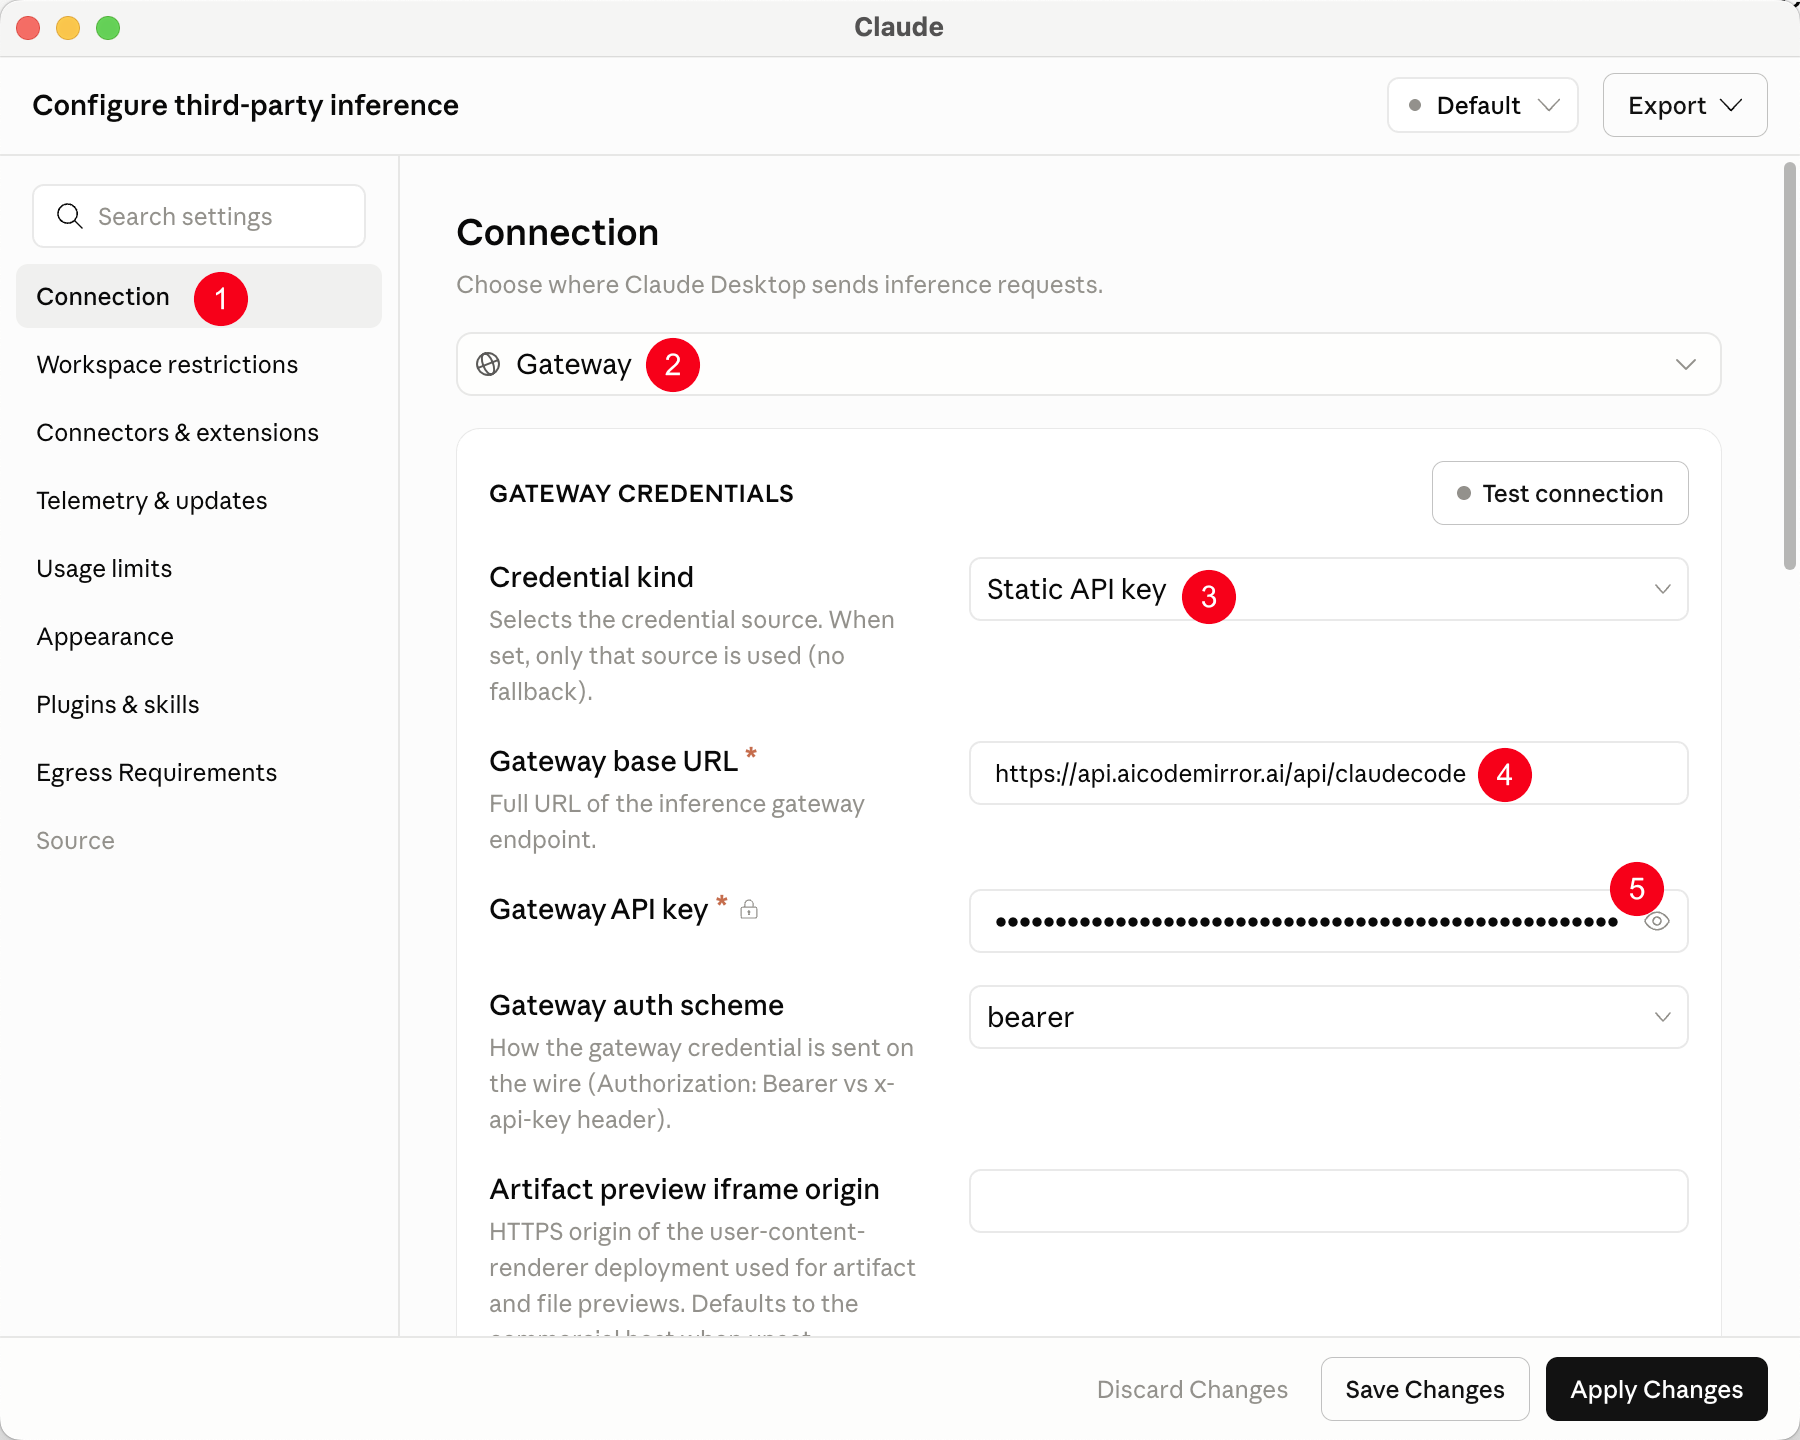 Claude
Configure third-party inference
Default
Export
Search settings
Connection 1
Workspace restrictions
Connectors & extensions
Telemetry & updates
Usage limits
Appearance
Plugins & skills
Egress Requirements
Source
Connection
Choose where Claude Desktop sends inference requests.
Gateway 2
GATEWAY CREDENTIALS
Test connection
Credential kind
Selects the credential source. When
set, only that source is used (no
fallback).
Static API key 3
Gateway base URL *
Full URL of the inference gateway
endpoint.
https://api.aicodemirror.ai/api/claudecode 4
Gateway API key *
5
Gateway auth scheme
How the gateway credential is sent on
the wire (Authorization: Bearer vs x-
api-key header).
bearer
Artifact preview iframe origin
HTTPS origin of the user-content-
renderer deployment used for artifact
and file previews. Defaults to the
Discard Changes
Save Changes
Apply Changes